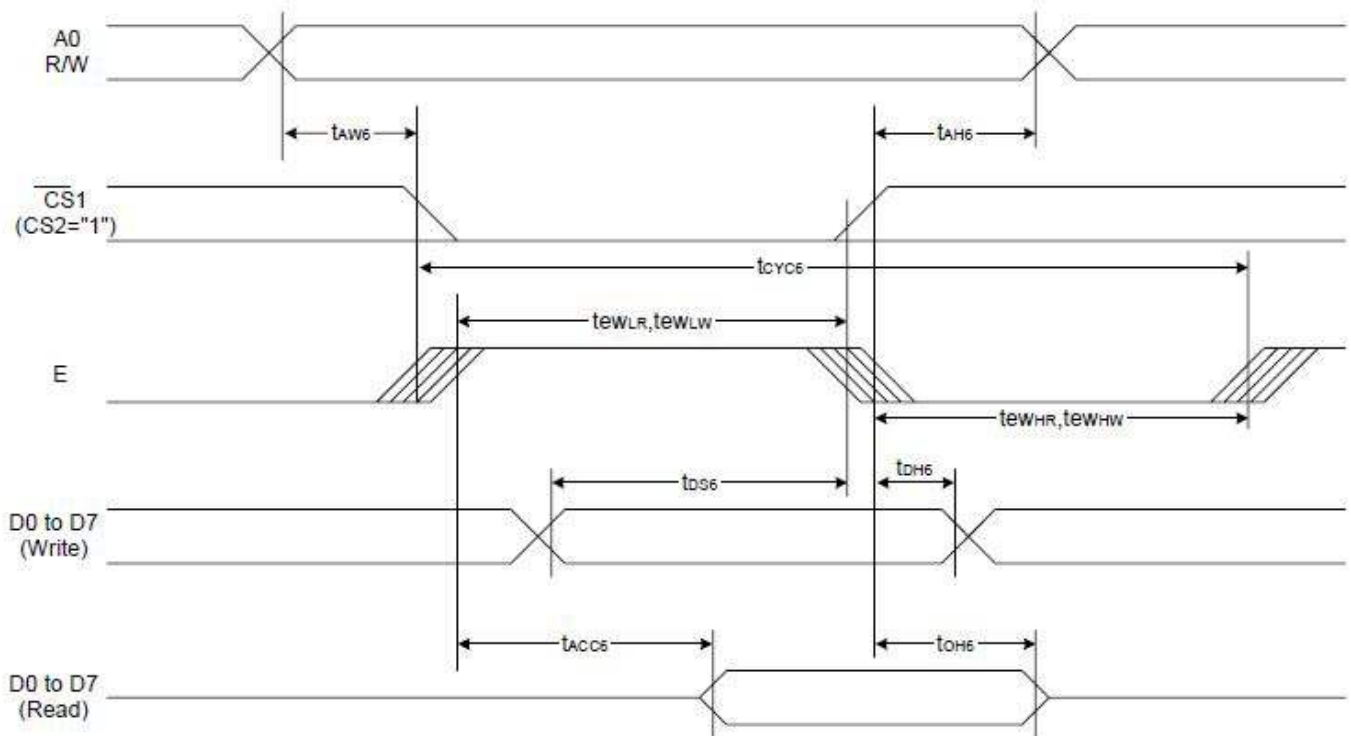 A0
R/W
tAW6
tAH6
CS1
(CS2="1")
tCYC6
tewLR,tewLW
E
tewHR,tewHW
tDS6
tDH6
D0 to D7
(Write)
tACC6
tOH6
D0 to D7
(Read)